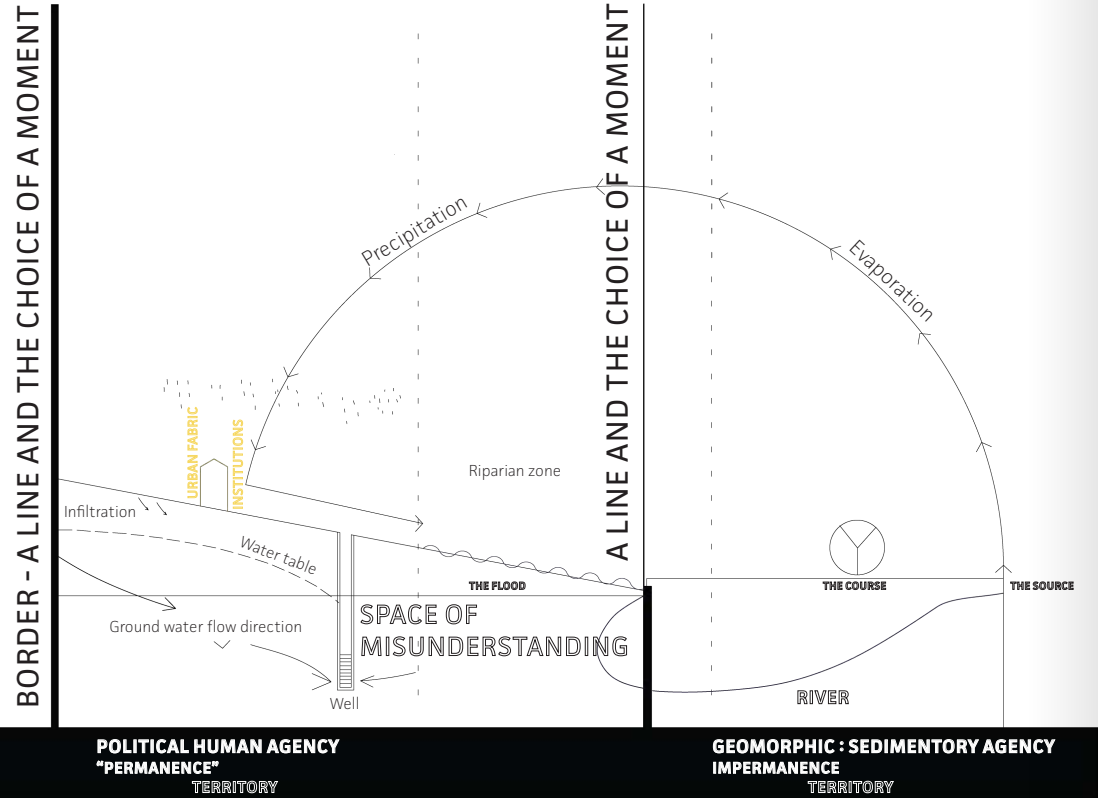 BORDER - A LINE AND THE CHOICE OF A MOMENT
A LINE AND THE CHOICE OF A MOMENT
Precipitation
Evaporation
URBAN FABRIC
INSTITUTIONS
Riparian zone
Infiltration
Water table
THE FLOOD
THE COURSE
THE SOURCE
SPACE OF
MISUNDERSTANDING
Ground water flow direction
Well
RIVER
POLITICAL HUMAN AGENCY
“PERMANENCE”
TERRITORY
GEOMORPHIC : SEDIMENTORY AGENCY
IMPERMANENCE
TERRITORY